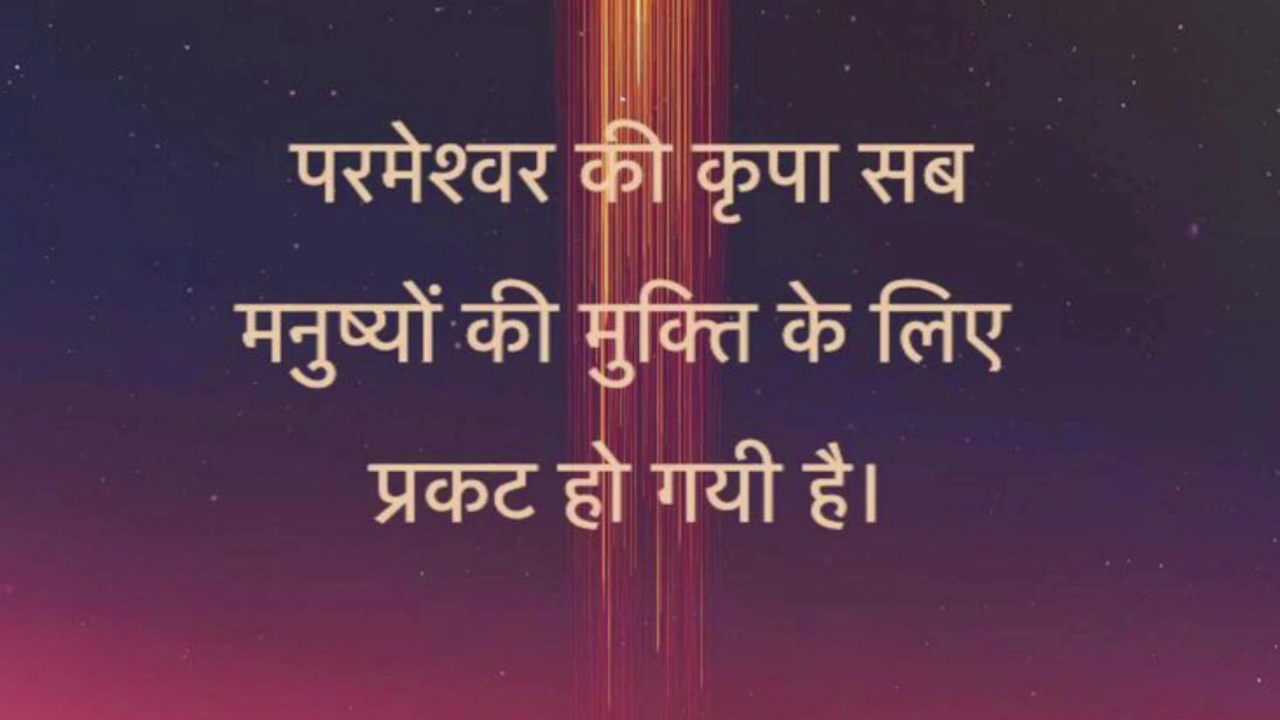 परमेश्वर की कृपा सब
मनुष्यों की मुक्ति के लिए
प्रकट हो गयी है।